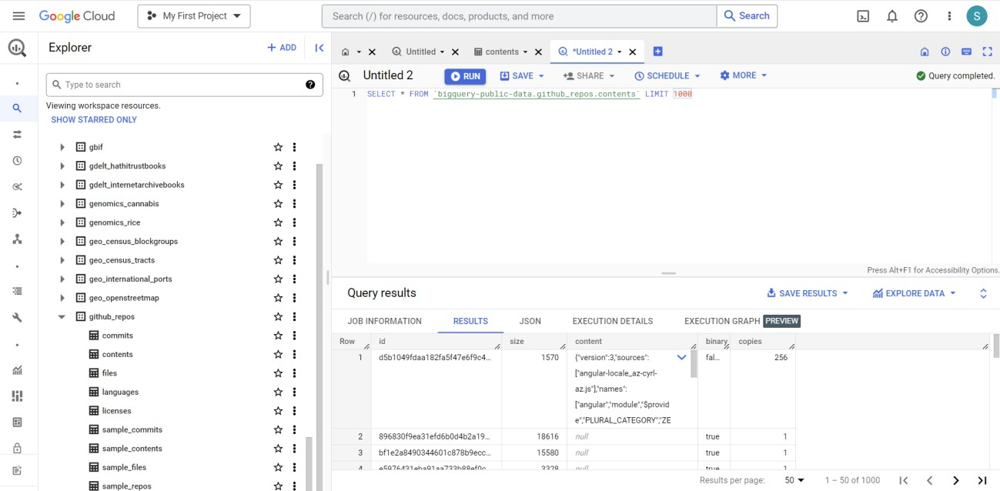 Google Cloud
My First Project
Search (/) for resources, docs, products, and more
Search
S
Explorer
+ ADD
Type to search
Viewing workspace resources.
SHOW STARRED ONLY
gbif
gdelt_hathitrustbooks
gdelt_internetarchivebooks
genomics_cannabis
genomics_rice
geo_census_blockgroups
geo_census_tracts
geo_international_ports
geo_openstreetmap
github_repos
commits
contents
files
languages
licenses
sample_commits
sample_contents
sample_files
sample_repos
Untitled
contents
*Untitled 2
Untitled 2
RUN
SAVE
SHARE
SCHEDULE
MORE
Query completed.
1 SELECT * FROM `bigquery-public-data.github_repos.contents` LIMIT 1000
Press Alt+F1 for Accessibility Options.
Query results
SAVE RESULTS
EXPLORE DATA
JOB INFORMATION RESULTS JSON EXECUTION DETAILS EXECUTION GRAPH PREVIEW
Row id size content binary copies
1 d5b1049fdaa182fa5f47e6f9c4... 1570 {"version":3,"sources": fal... 256
["angular-locale_az-cyrl-
az.js"],"names":
["angular","module","$provid
e","PLURAL_CATEGORY","ZE
2 896830f9ea31efd6b0d4b2a19... 18616 null true 1
3 bf1e2a8490344601c878b9ecc... 15580 null true 1
4 e5976431eba91aa733b88ef0c... 3328 null true 1
Results per page: 50 1 – 50 of 1000